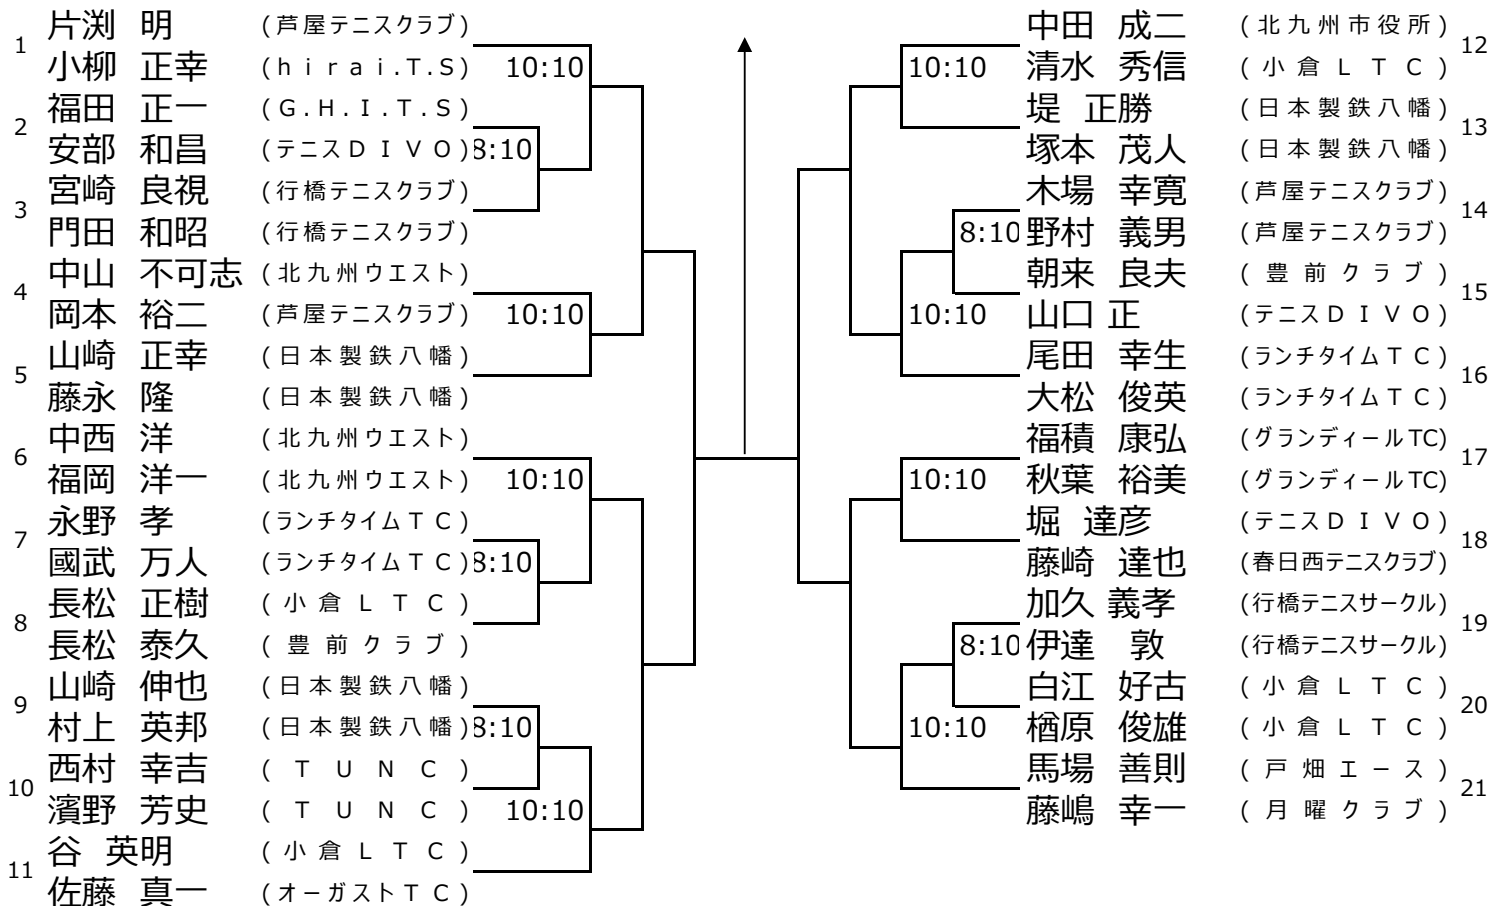 片渕 明 (芦屋テニスクラブ)
1
小柳 正幸 (hirai.T.S) 10:10
福田 正一 (G.H.I.T.S)
2
安部 和昌 (テニスDIVO) 8:10
宮崎 良視 (行橋テニスクラブ)
3
門田 和昭 (行橋テニスクラブ)
中山 不可志 (北九州ウエスト)
4
岡本 裕二 (芦屋テニスクラブ) 10:10
山崎 正幸 (日本製鉄八幡)
5
藤永 隆 (日本製鉄八幡)
中西 洋 (北九州ウエスト)
6
福岡 洋一 (北九州ウエスト) 10:10
永野 孝 (ランチタイムTC)
7
國武 万人 (ランチタイムTC) 8:10
長松 正樹 (小倉LTC)
8
長松 泰久 (豊前クラブ)
山崎 伸也 (日本製鉄八幡)
9
村上 英邦 (日本製鉄八幡) 8:10
西村 幸吉 (TUNC)
10
濱野 芳史 (TUNC) 10:10
谷 英明 (小倉LTC)
11
佐藤 真一 (オーガストTC)
中田 成二 (北九州市役所)
12
10:10 清水 秀信 (小倉LTC)
堤 正勝 (日本製鉄八幡)
13
塚本 茂人 (日本製鉄八幡)
木場 幸寛 (芦屋テニスクラブ)
14
8:10 野村 義男 (芦屋テニスクラブ)
朝来 良夫 (豊前クラブ)
15
10:10 山口 正 (テニスDIVO)
尾田 幸生 (ランチタイムTC)
16
大松 俊英 (ランチタイムTC)
福積 康弘 (グランディールTC)
17
10:10 秋葉 裕美 (グランディールTC)
堀 達彦 (テニスDIVO)
18
藤崎 達也 (春日西テニスクラブ)
加久 義孝 (行橋テニスサークル)
19
8:10 伊達 敦 (行橋テニスサークル)
白江 好古 (小倉LTC)
20
10:10 楢原 俊雄 (小倉LTC)
馬場 善則 (戸畑エース)
21
藤嶋 幸一 (月曜クラブ)